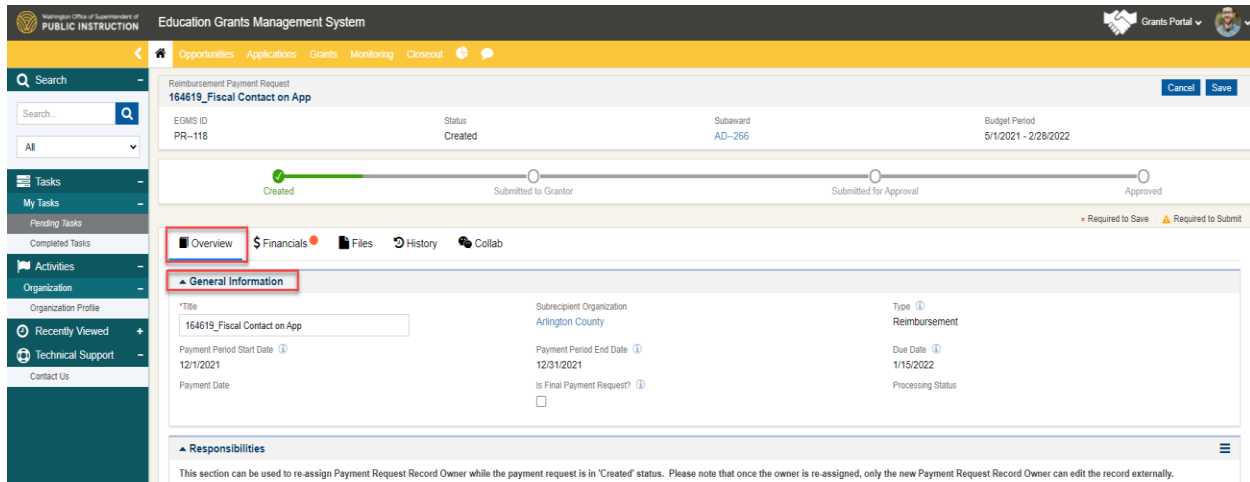 Washington Office of Superintendent of
PUBLIC INSTRUCTION
Education Grants Management System
Grants Portal
Opportunities Applications Grants Monitoring Closeout
Search
Search...
All
Tasks
My Tasks
Pending Tasks
Completed Tasks
Activities
Organization
Organization Profile
Recently Viewed
Technical Support
Contact Us
Reimbursement Payment Request
164619_Fiscal Contact on App
Cancel Save
EGMS ID Status Subaward Budget Period
PR--118 Created AD--266 5/1/2021 - 2/28/2022
Created Submitted to Grantor Submitted for Approval Approved
* Required to Save Required to Submit
Overview $ Financials Files History Collab
General Information
*Title Subrecipient Organization Type
164619_Fiscal Contact on App Arlington County Reimbursement
Payment Period Start Date Payment Period End Date Due Date
12/1/2021 12/31/2021 1/15/2022
Payment Date Is Final Payment Request? Processing Status
Responsibilities
This section can be used to re-assign Payment Request Record Owner while the payment request is in 'Created' status. Please note that once the owner is re-assigned, only the new Payment Request Record Owner can edit the record externally.